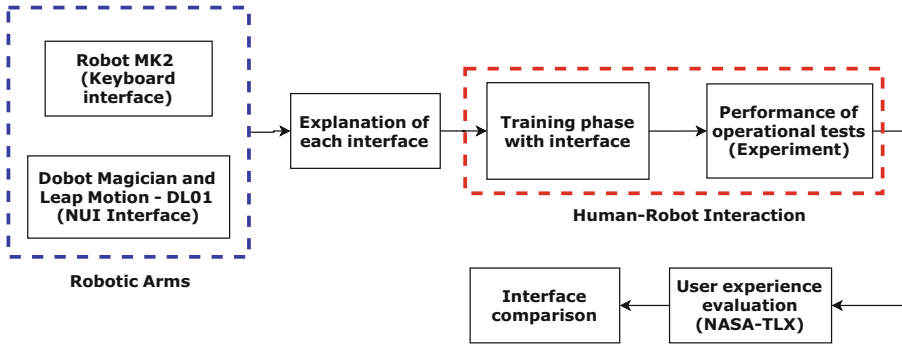 Robot MK2
(Keyboard
interface)
Dobot Magician and
Leap Motion - DL01
(NUI Interface)
Robotic Arms
Explanation of
each interface
Training phase
with interface
Performance of
operational tests
(Experiment)
Human-Robot Interaction
User experience
evaluation
(NASA-TLX)
Interface
comparison